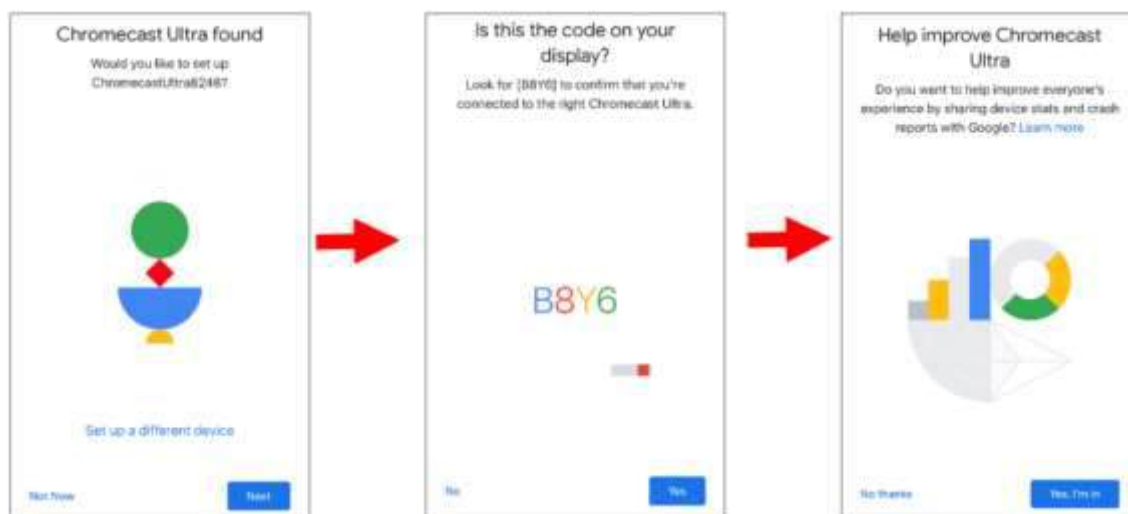 Chromecast Ultra found
Would you like to set up
ChromecastUltra8246?
Set up a different device
Not Now
Next
Is this the code on your
display?
Look for [B8Y6] to confirm that you're
connected to the right Chromecast Ultra.
B8Y6
No
Yes
Help improve Chromecast
Ultra
Do you want to help improve everyone's
experience by sharing device stats and crash
reports with Google? Learn more
No thanks
Yes, I'm in